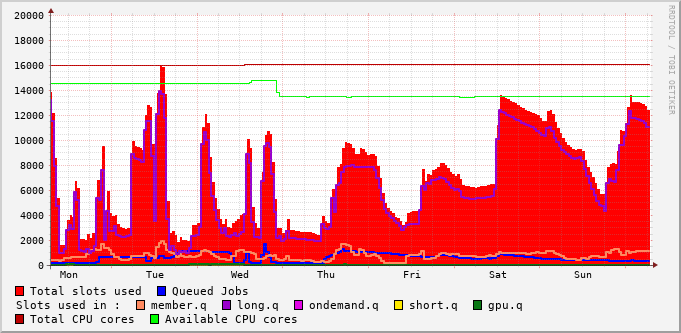 20000
18000
16000
14000
12000
10000
8000
6000
4000
2000
0
Mon Tue Wed Thu Fri Sat Sun
RRDTOOL / TOBI OETIKER
Total slots used Queued Jobs
Slots used in : member.q long.q ondemand.q short.q gpu.q
Total CPU cores Available CPU cores